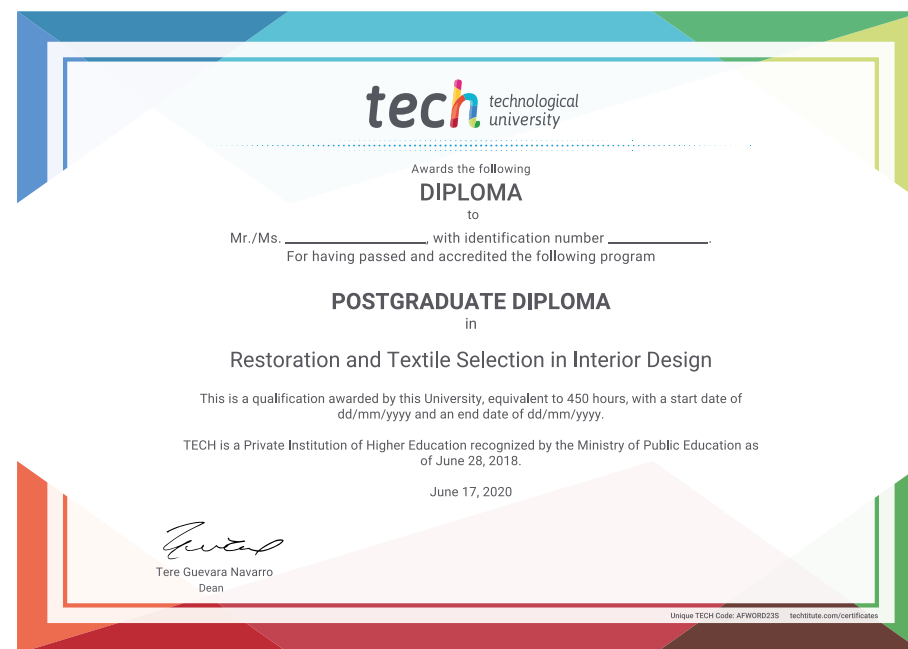 tech technological
university
Awards the following
DIPLOMA
to
Mr./Ms. ________________, with identification number ____________.
For having passed and accredited the following program
POSTGRADUATE DIPLOMA
in
Restoration and Textile Selection in Interior Design
This is a qualification awarded by this University, equivalent to 450 hours, with a start date of
dd/mm/yyyy and an end date of dd/mm/yyyy.
TECH is a Private Institution of Higher Education recognized by the Ministry of Public Education as
of June 28, 2018.
June 17, 2020
Tere Guevara Navarro
Dean
Unique TECH Code: AFWORD23S techtitute.com/certificates